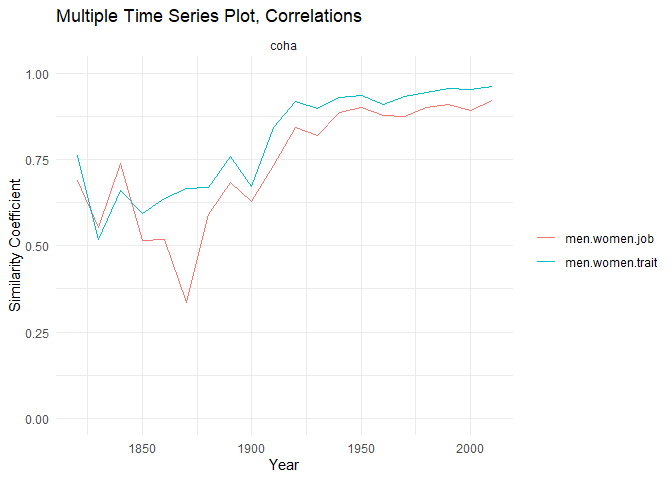 Multiple Time Series Plot, Correlations
coha
1.00
0.75
0.50
0.25
0.00
Similarity Coefficient
1850 1900 1950 2000
Year
men.women.job
men.women.trait